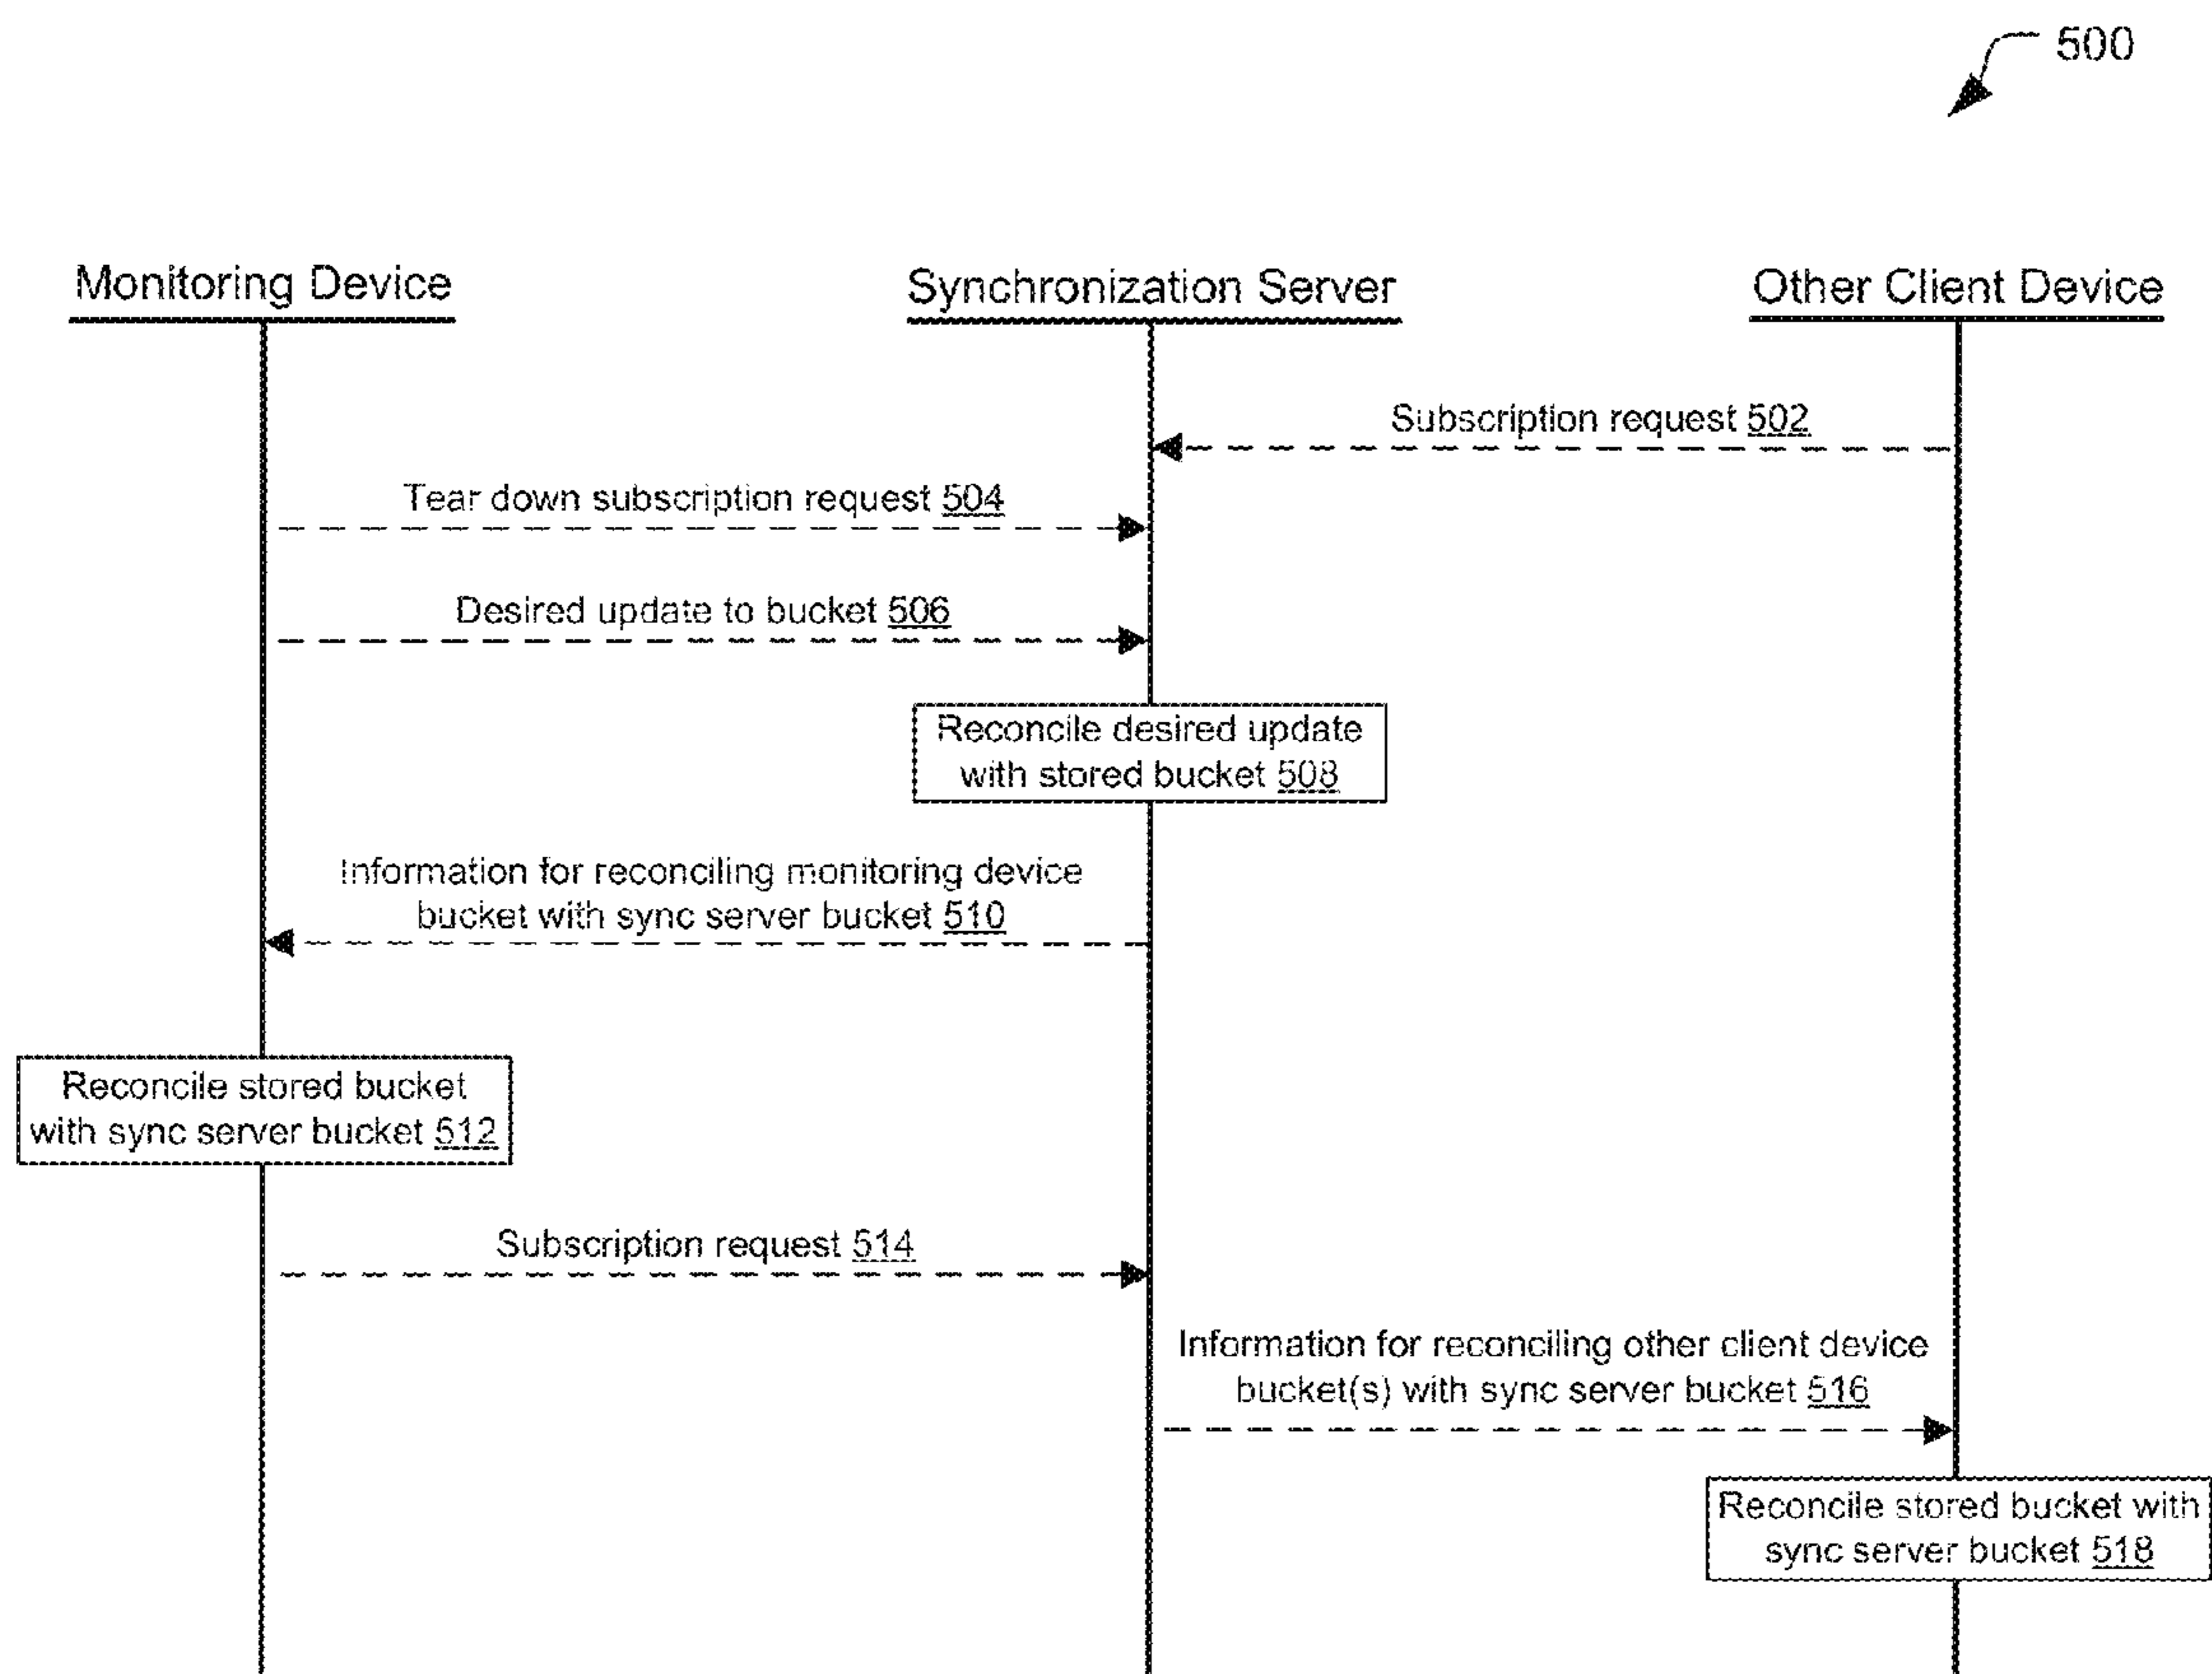 500
Monitoring Device
Synchronization Server
Other Client Device
Subscription request 502
Tear down subscription request 504
Desired update to bucket 506
Reconcile desired update
with stored bucket 508
Information for reconciling monitoring device
bucket with sync server bucket 510
Reconcile stored bucket
with sync server bucket 512
Subscription request 514
Information for reconciling other client device
bucket(s) with sync server bucket 516
Reconcile stored bucket with
sync server bucket 518